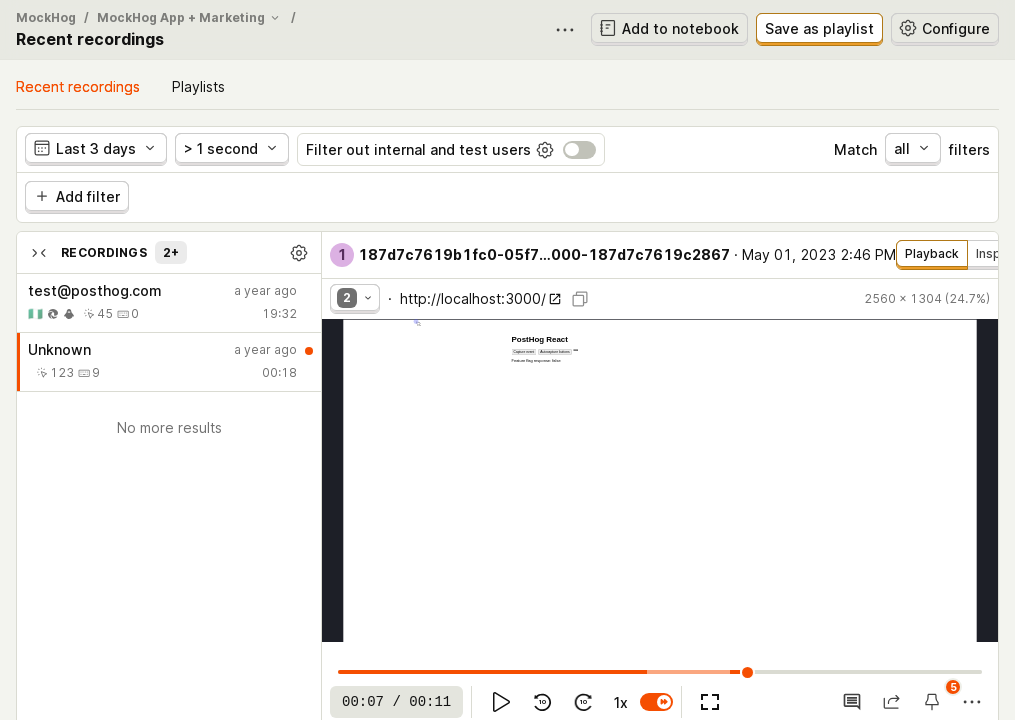 MockHog / MockHog App + Marketing /
Recent recordings
Add to notebook
Save as playlist
Configure
Recent recordings
Playlists
Last 3 days
> 1 second
Filter out internal and test users
Match
all
filters
Add filter
RECORDINGS 2+
test@posthog.com
a year ago
45
0
19:32
Unknown
a year ago
123
9
00:18
No more results
1
187d7c7619b1fc0-05f7...000-187d7c7619c2867 · May 01, 2023 2:46 PM
Playback
Insp
2
· http://localhost:3000/
2560 × 1304 (24.7%)
PostHog React
Capture event
Autocapture buttons
Feature flag response: false
00:07 / 00:11
10
10
1x
5